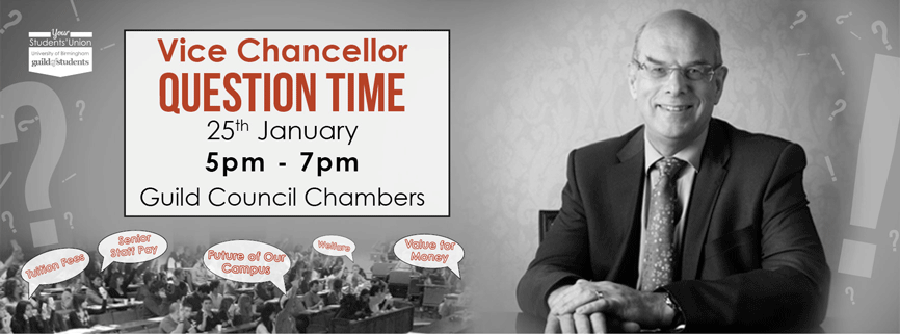 Your
Students' Union
University of Birmingham
guild of students
Vice Chancellor
QUESTION TIME
25th January
5pm - 7pm
Guild Council Chambers
Tuition Fees
Senior
Staff Pay
Future of Our
Campus
Welfare
Value for
Money